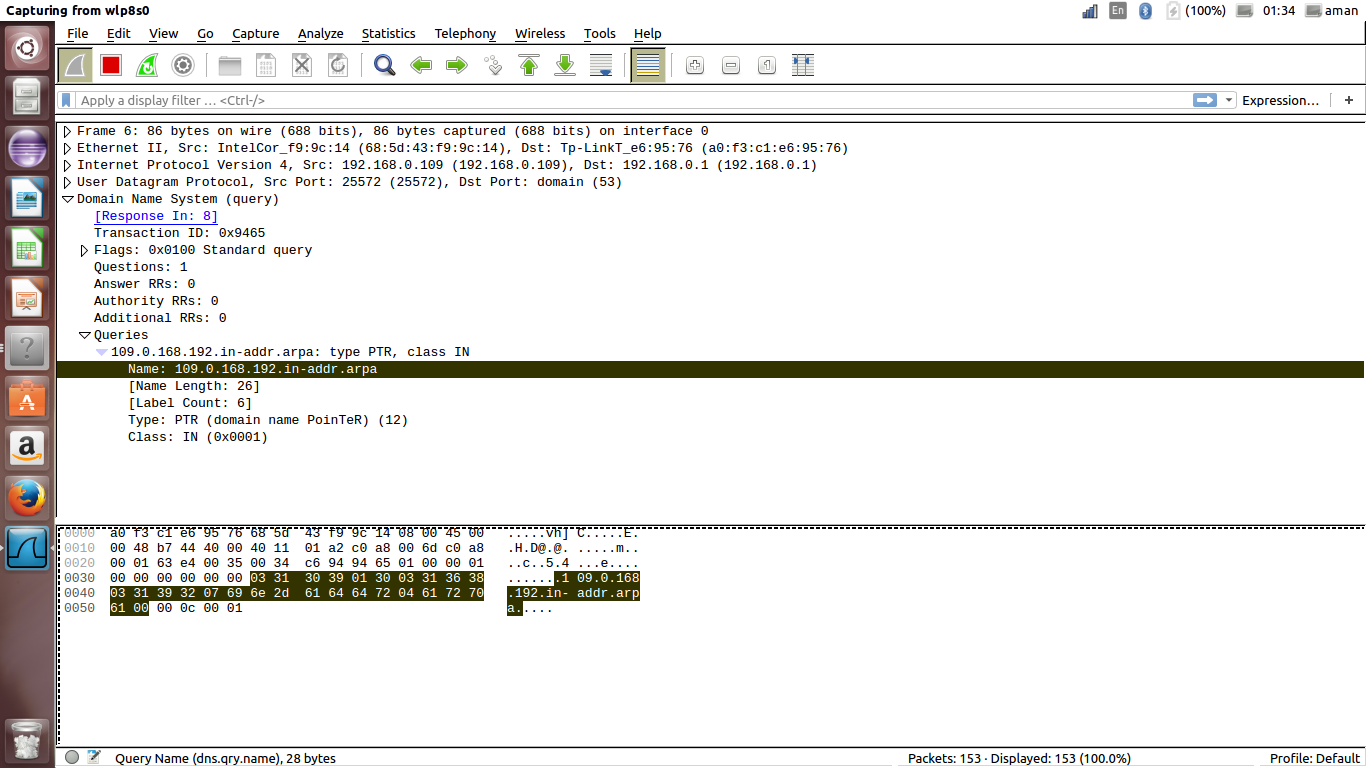 Capturing from wlp8s0
En
(100%)
01:34
aman
File Edit View Go Capture Analyze Statistics Telephony Wireless Tools Help
Apply a display filter … <Ctrl-/>
Expression…
+
Frame 6: 86 bytes on wire (688 bits), 86 bytes captured (688 bits) on interface 0
Ethernet II, Src: IntelCor_f9:9c:14 (68:5d:43:f9:9c:14), Dst: Tp-LinkT_e6:95:76 (a0:f3:c1:e6:95:76)
Internet Protocol Version 4, Src: 192.168.0.109 (192.168.0.109), Dst: 192.168.0.1 (192.168.0.1)
User Datagram Protocol, Src Port: 25572 (25572), Dst Port: domain (53)
Domain Name System (query)
[Response In: 8]
Transaction ID: 0x9465
Flags: 0x0100 Standard query
Questions: 1
Answer RRs: 0
Authority RRs: 0
Additional RRs: 0
Queries
109.0.168.192.in-addr.arpa: type PTR, class IN
Name: 109.0.168.192.in-addr.arpa
[Name Length: 26]
[Label Count: 6]
Type: PTR (domain name PoinTeR) (12)
Class: IN (0x0001)
0000 a0 f3 c1 e6 95 76 68 5d 43 f9 9c 14 08 00 45 00 .....vh] C.....E.
0010 00 48 b7 44 40 00 40 11 01 a2 c0 a8 00 6d c0 a8 .H.D@.@. .....m..
0020 00 01 63 e4 00 35 00 34 c6 94 94 65 01 00 00 01 ..c..5.4 ...e....
0030 00 00 00 00 00 00 03 31 30 39 01 30 03 31 36 38 .......1 09.0.168
0040 03 31 39 32 07 69 6e 2d 61 64 64 72 04 61 72 70 .192.in- addr.arp
0050 61 00 00 0c 00 01 a.....
Query Name (dns.qry.name), 28 bytes
Packets: 153 · Displayed: 153 (100.0%)
Profile: Default